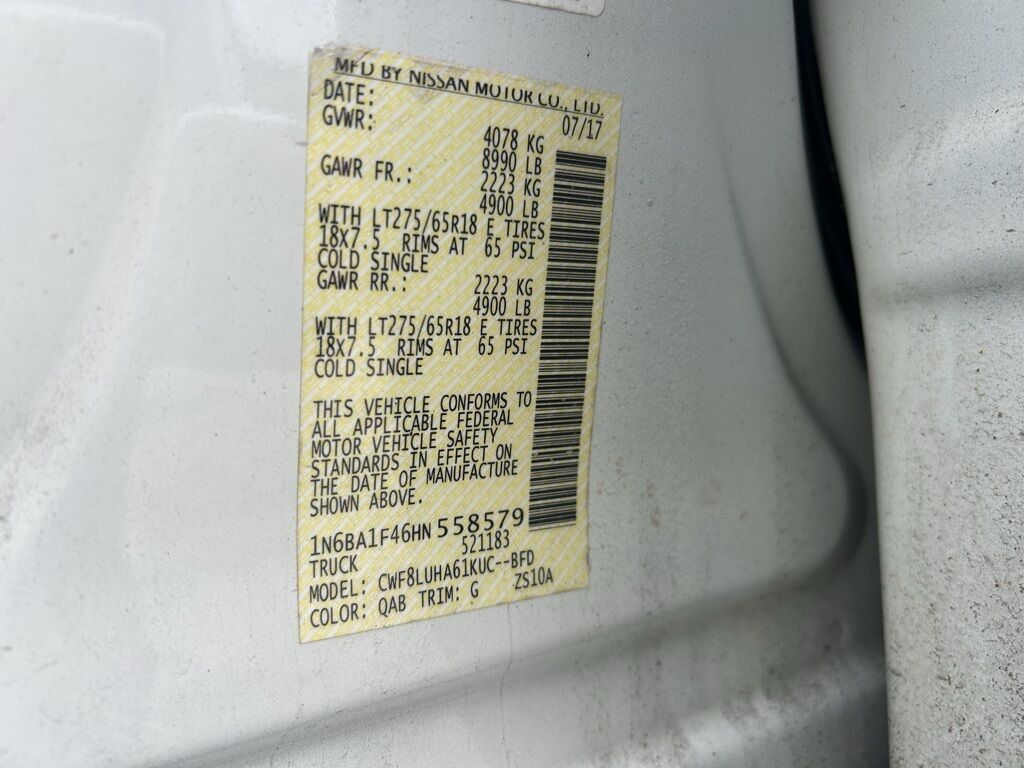 MFD BY NISSAN MOTOR CO., LTD.
DATE: 07/17
GVWR: 4078 KG
8990 LB
GAWR FR.: 2223 KG
4900 LB
WITH LT275/65R18 E TIRES
18X7.5 RIMS AT 65 PSI
COLD SINGLE
GAWR RR.: 2223 KG
4900 LB
WITH LT275/65R18 E TIRES
18X7.5 RIMS AT 65 PSI
COLD SINGLE
THIS VEHICLE CONFORMS TO
ALL APPLICABLE FEDERAL
MOTOR VEHICLE SAFETY
STANDARDS IN EFFECT ON
THE DATE OF MANUFACTURE
SHOWN ABOVE.
1N6BA1F46HN558579
TRUCK 521183
MODEL: CWF8LUHA61KUC--BFD
COLOR: QAB TRIM: G ZS10A